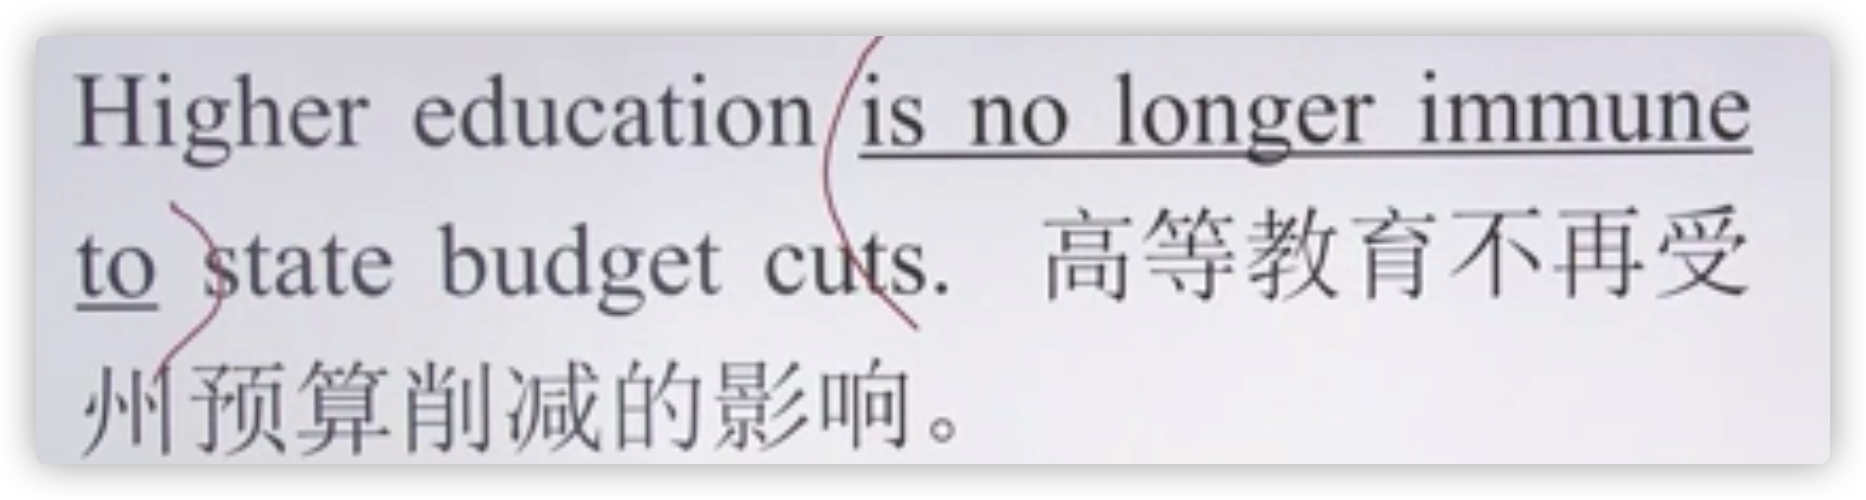 Higher education is no longer immune
to state budget cuts. 高等教育不再受
州预算削减的影响。